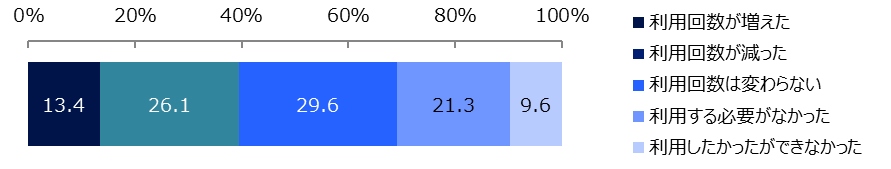 0% 20% 40% 60% 80% 100%
13.4 26.1 29.6 21.3 9.6
利用回数が増えた
利用回数が減った
利用回数は変わらない
利用する必要がなかった
利用したかったができなかった